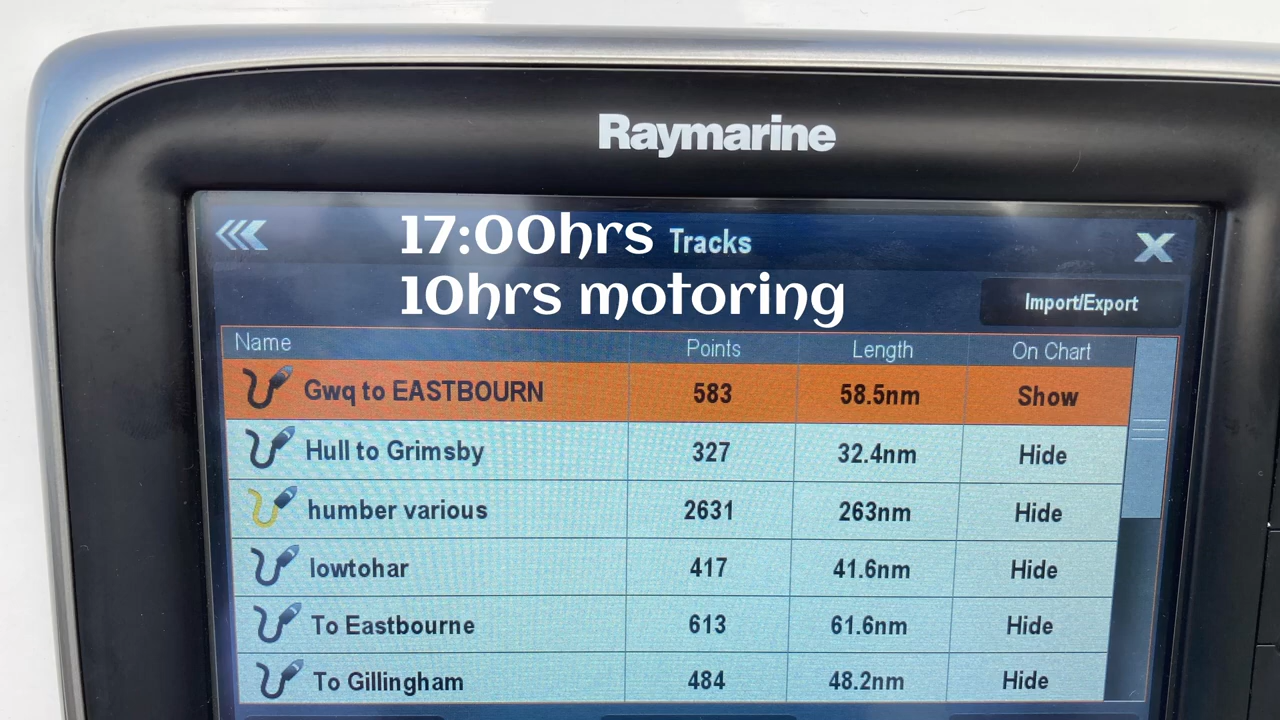 Raymarine
17:00hrs Tracks
10hrs motoring
Import/Export
Name Points Length On Chart
Gwq to EASTBOURN 583 58.5nm Show
Hull to Grimsby 327 32.4nm Hide
humber various 2631 263nm Hide
lowtohar 417 41.6nm Hide
To Eastbourne 613 61.6nm Hide
To Gillingham 484 48.2nm Hide